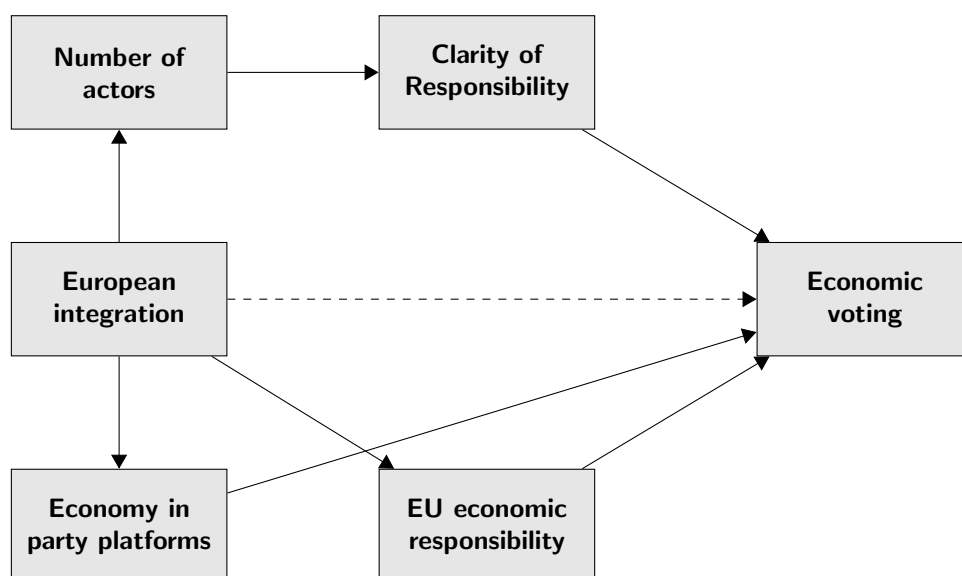 Number of
actors
Clarity of
Responsibility
European
integration
Economic
voting
Economy in
party platforms
EU economic
responsibility